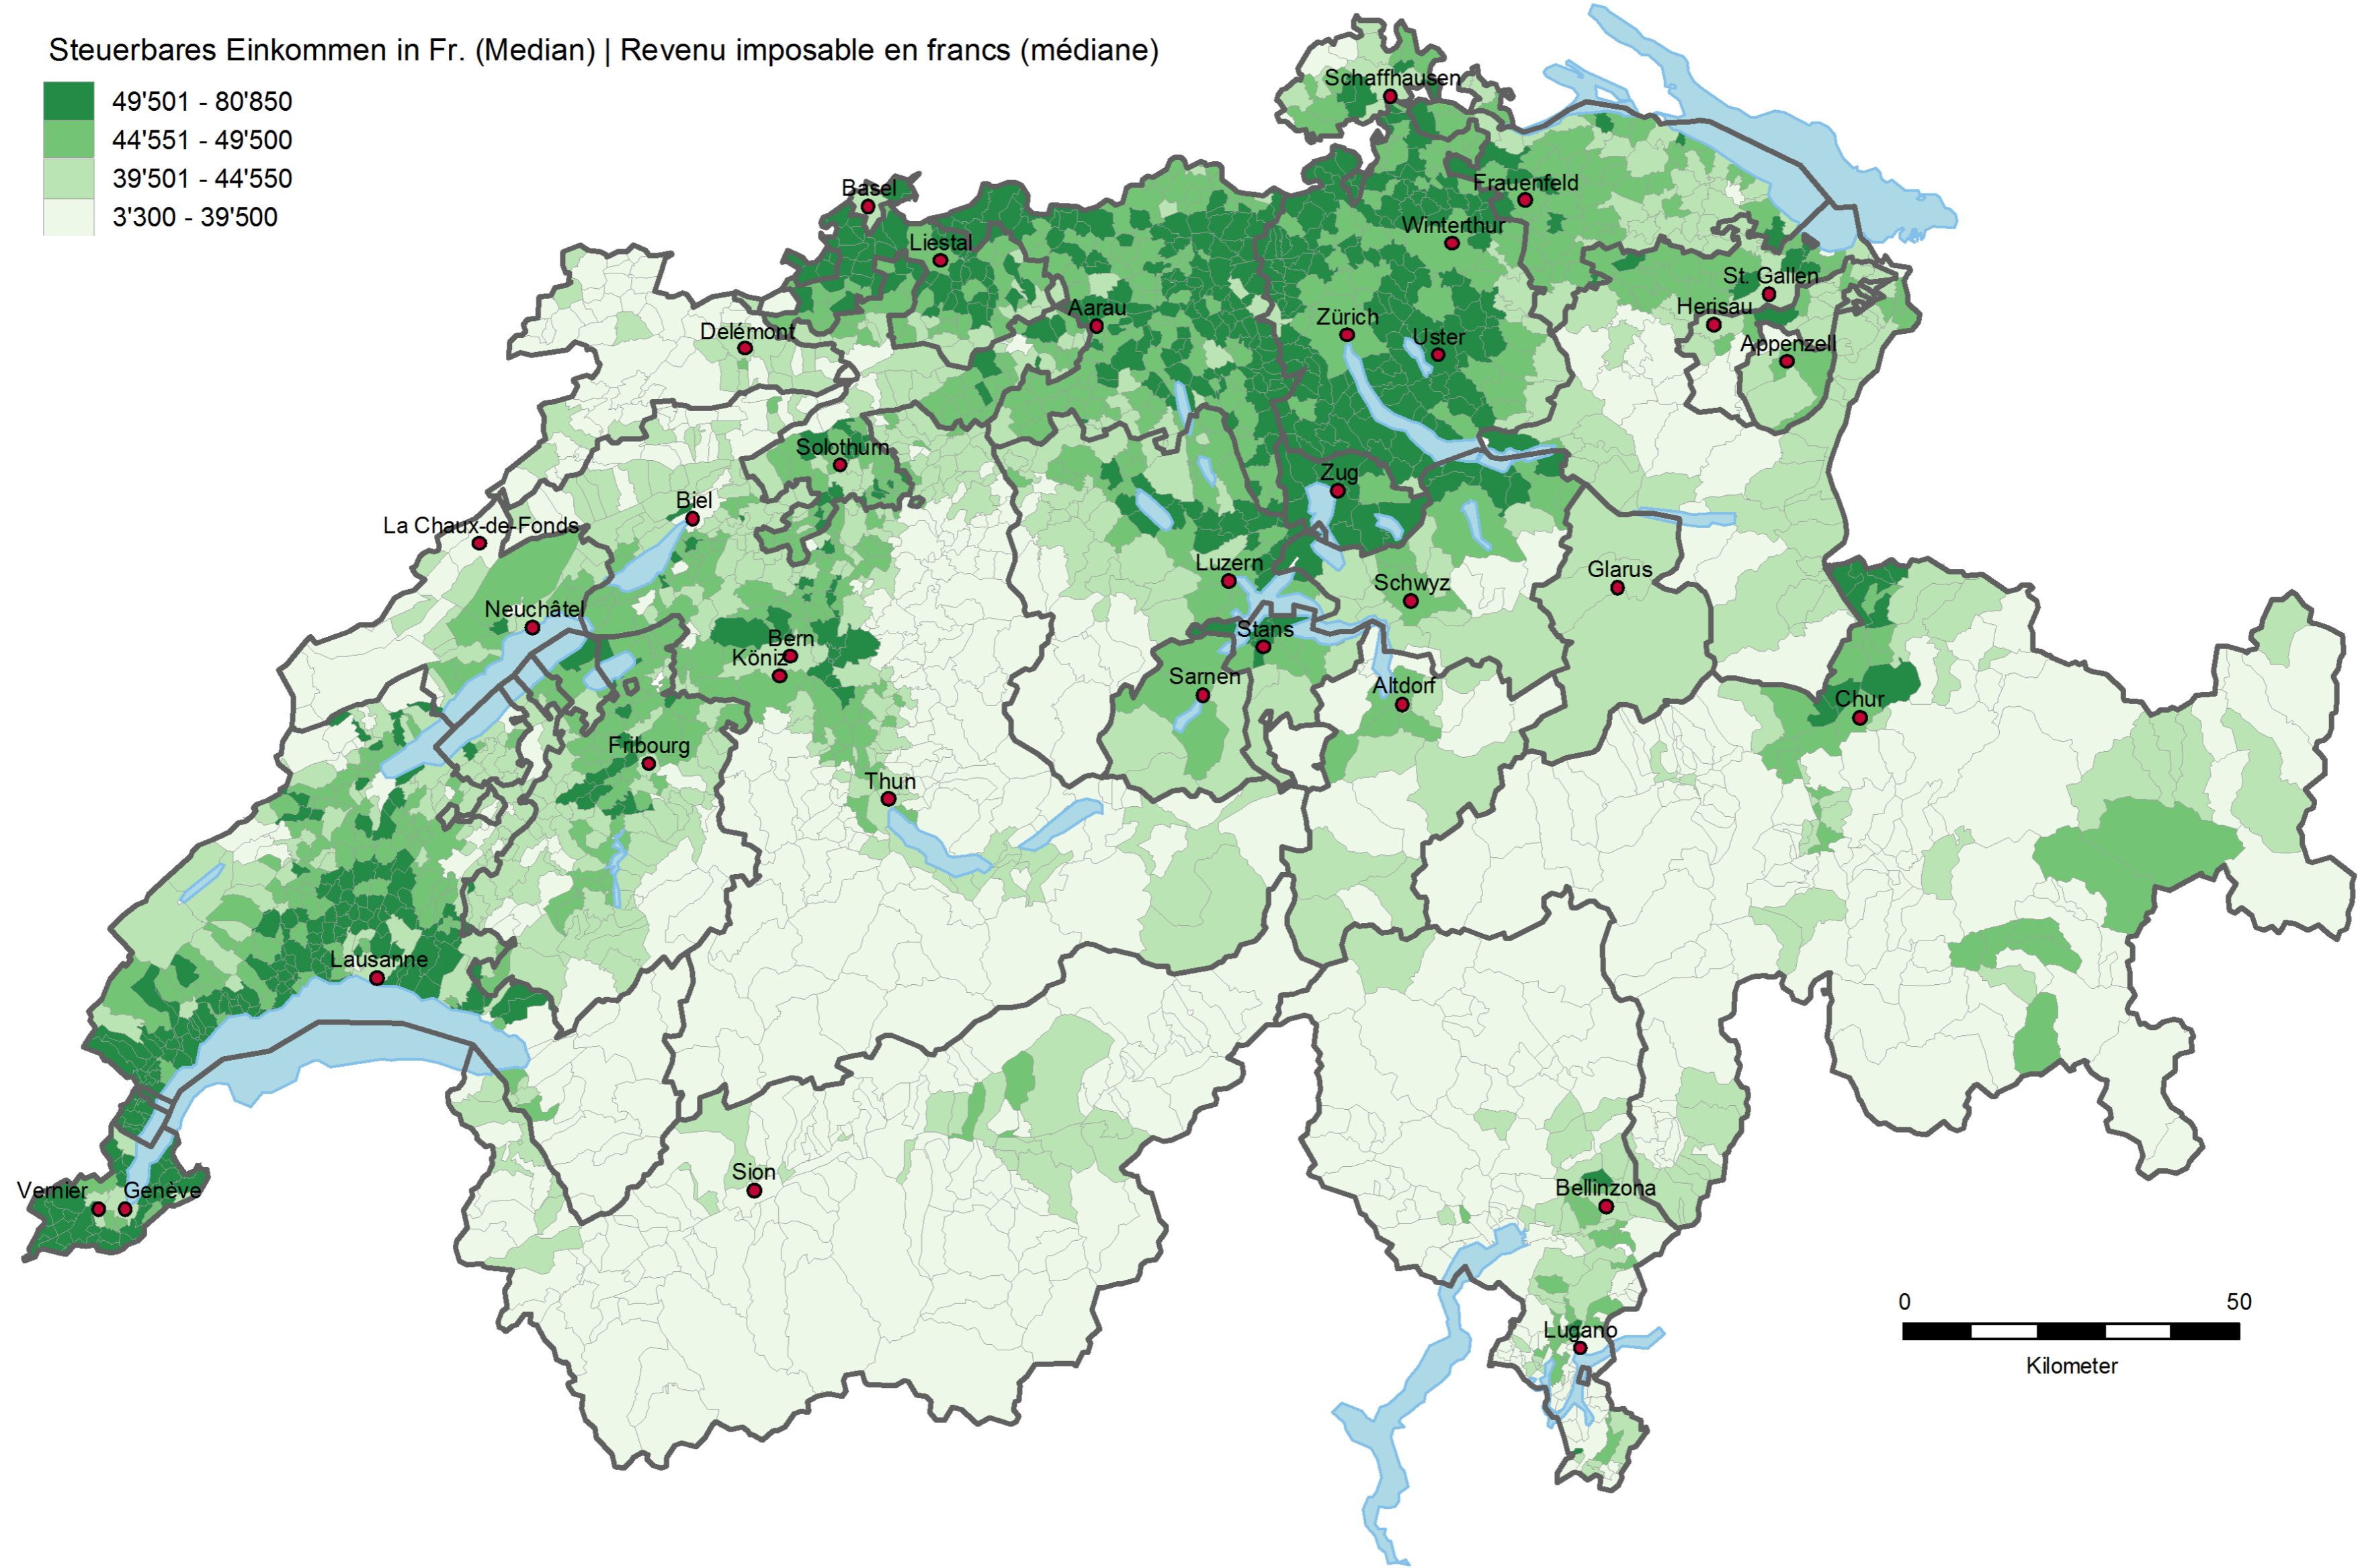 Steuerbares Einkommen in Fr. (Median) | Revenu imposable en francs (médiane)
49'501 - 80'850
44'551 - 49'500
39'501 - 44'550
3'300 - 39'500
Schaffhausen
Basel
Frauenfeld
Winterthur
Liestal
St. Gallen
Herisau
Aarau
Zürich
Delémont
Uster
Appenzell
Solothurn
Zug
Biel
La Chaux-de-Fonds
Luzern
Glarus
Schwyz
Neuchâtel
Stans
Bern
Köniz
Sarnen
Altdorf
Chur
Fribourg
Thun
Lausanne
Sion
Vernier
Genève
Bellinzona
0 50
Lugano
Kilometer